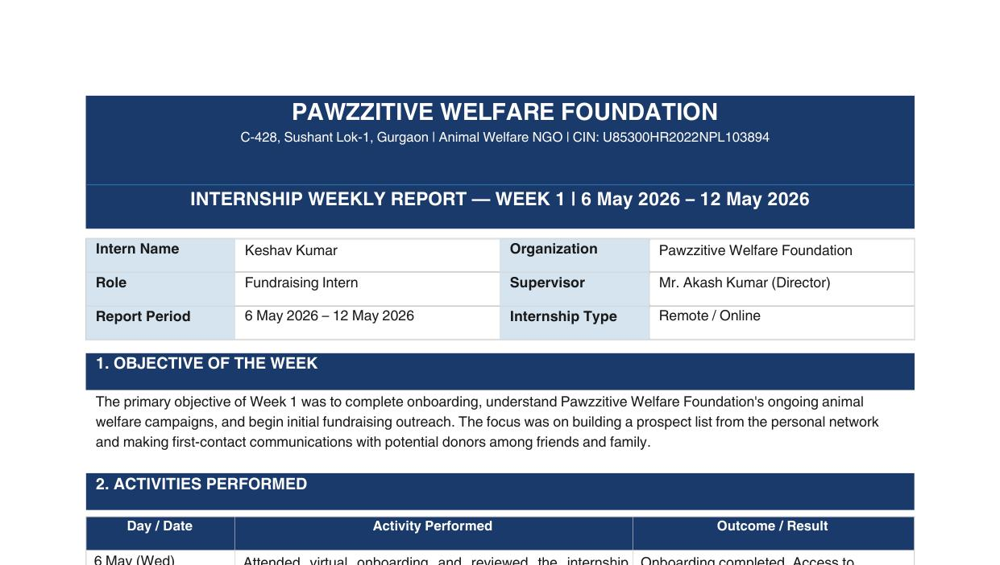 PAWZZITIVE WELFARE FOUNDATION
C-428, Sushant Lok-1, Gurgaon | Animal Welfare NGO | CIN: U85300HR2022NPL103894
INTERNSHIP WEEKLY REPORT — WEEK 1 | 6 May 2026 – 12 May 2026
Intern Name Keshav Kumar Organization Pawzzitive Welfare Foundation
Role Fundraising Intern Supervisor Mr. Akash Kumar (Director)
Report Period 6 May 2026 – 12 May 2026 Internship Type Remote / Online
1. OBJECTIVE OF THE WEEK
The primary objective of Week 1 was to complete onboarding, understand Pawzzitive Welfare Foundation's ongoing animal
welfare campaigns, and begin initial fundraising outreach. The focus was on building a prospect list from the personal network
and making first-contact communications with potential donors among friends and family.
2. ACTIVITIES PERFORMED
Day / Date Activity Performed Outcome / Result
6 May (Wed) Attended virtual onboarding and reviewed the internship Onboarding completed. Access to